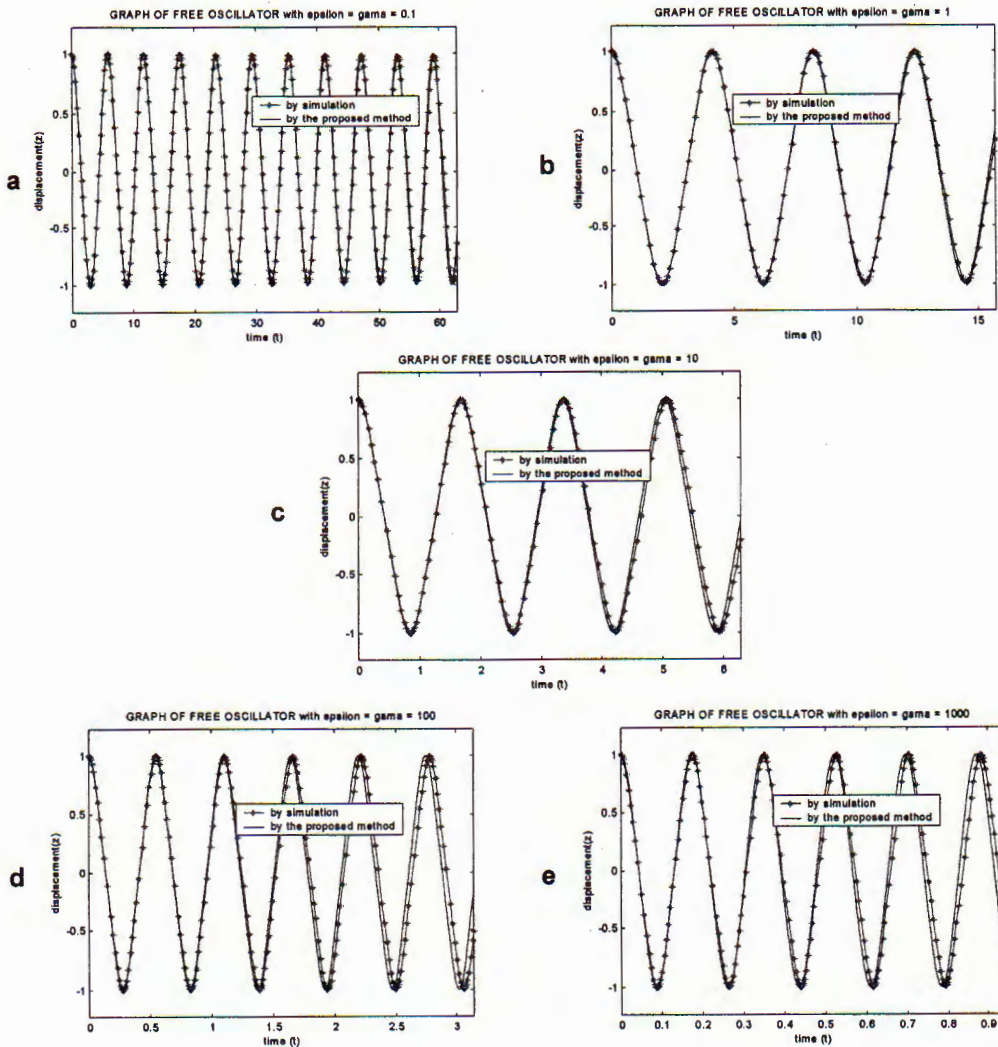 GRAPH OF FREE OSCILLATOR with epsilon = gama = 0.1
1
0.5
0
-0.5
-1
displacement(z)
by simulation
by the proposed method
0 10 20 30 40 50 60
time (t)
a
GRAPH OF FREE OSCILLATOR with epsilon = gama = 1
1
0.5
0
-0.5
-1
displacement(z)
by simulation
by the proposed method
0 5 10 15
time (t)
b
GRAPH OF FREE OSCILLATOR with epsilon = gama = 10
1
0.5
0
-0.5
-1
displacement(z)
by simulation
by the proposed method
0 1 2 3 4 5 6
time (t)
c
GRAPH OF FREE OSCILLATOR with epsilon = gama = 100
1
0.5
0
-0.5
-1
displacement(z)
by simulation
by the proposed method
0 0.5 1 1.5 2 2.5 3
time (t)
d
GRAPH OF FREE OSCILLATOR with epsilon = gama = 1000
1
0.5
0
-0.5
-1
displacement(z)
by simulation
by the proposed method
0 0.1 0.2 0.3 0.4 0.5 0.6 0.7 0.8 0.9
time (t)
e